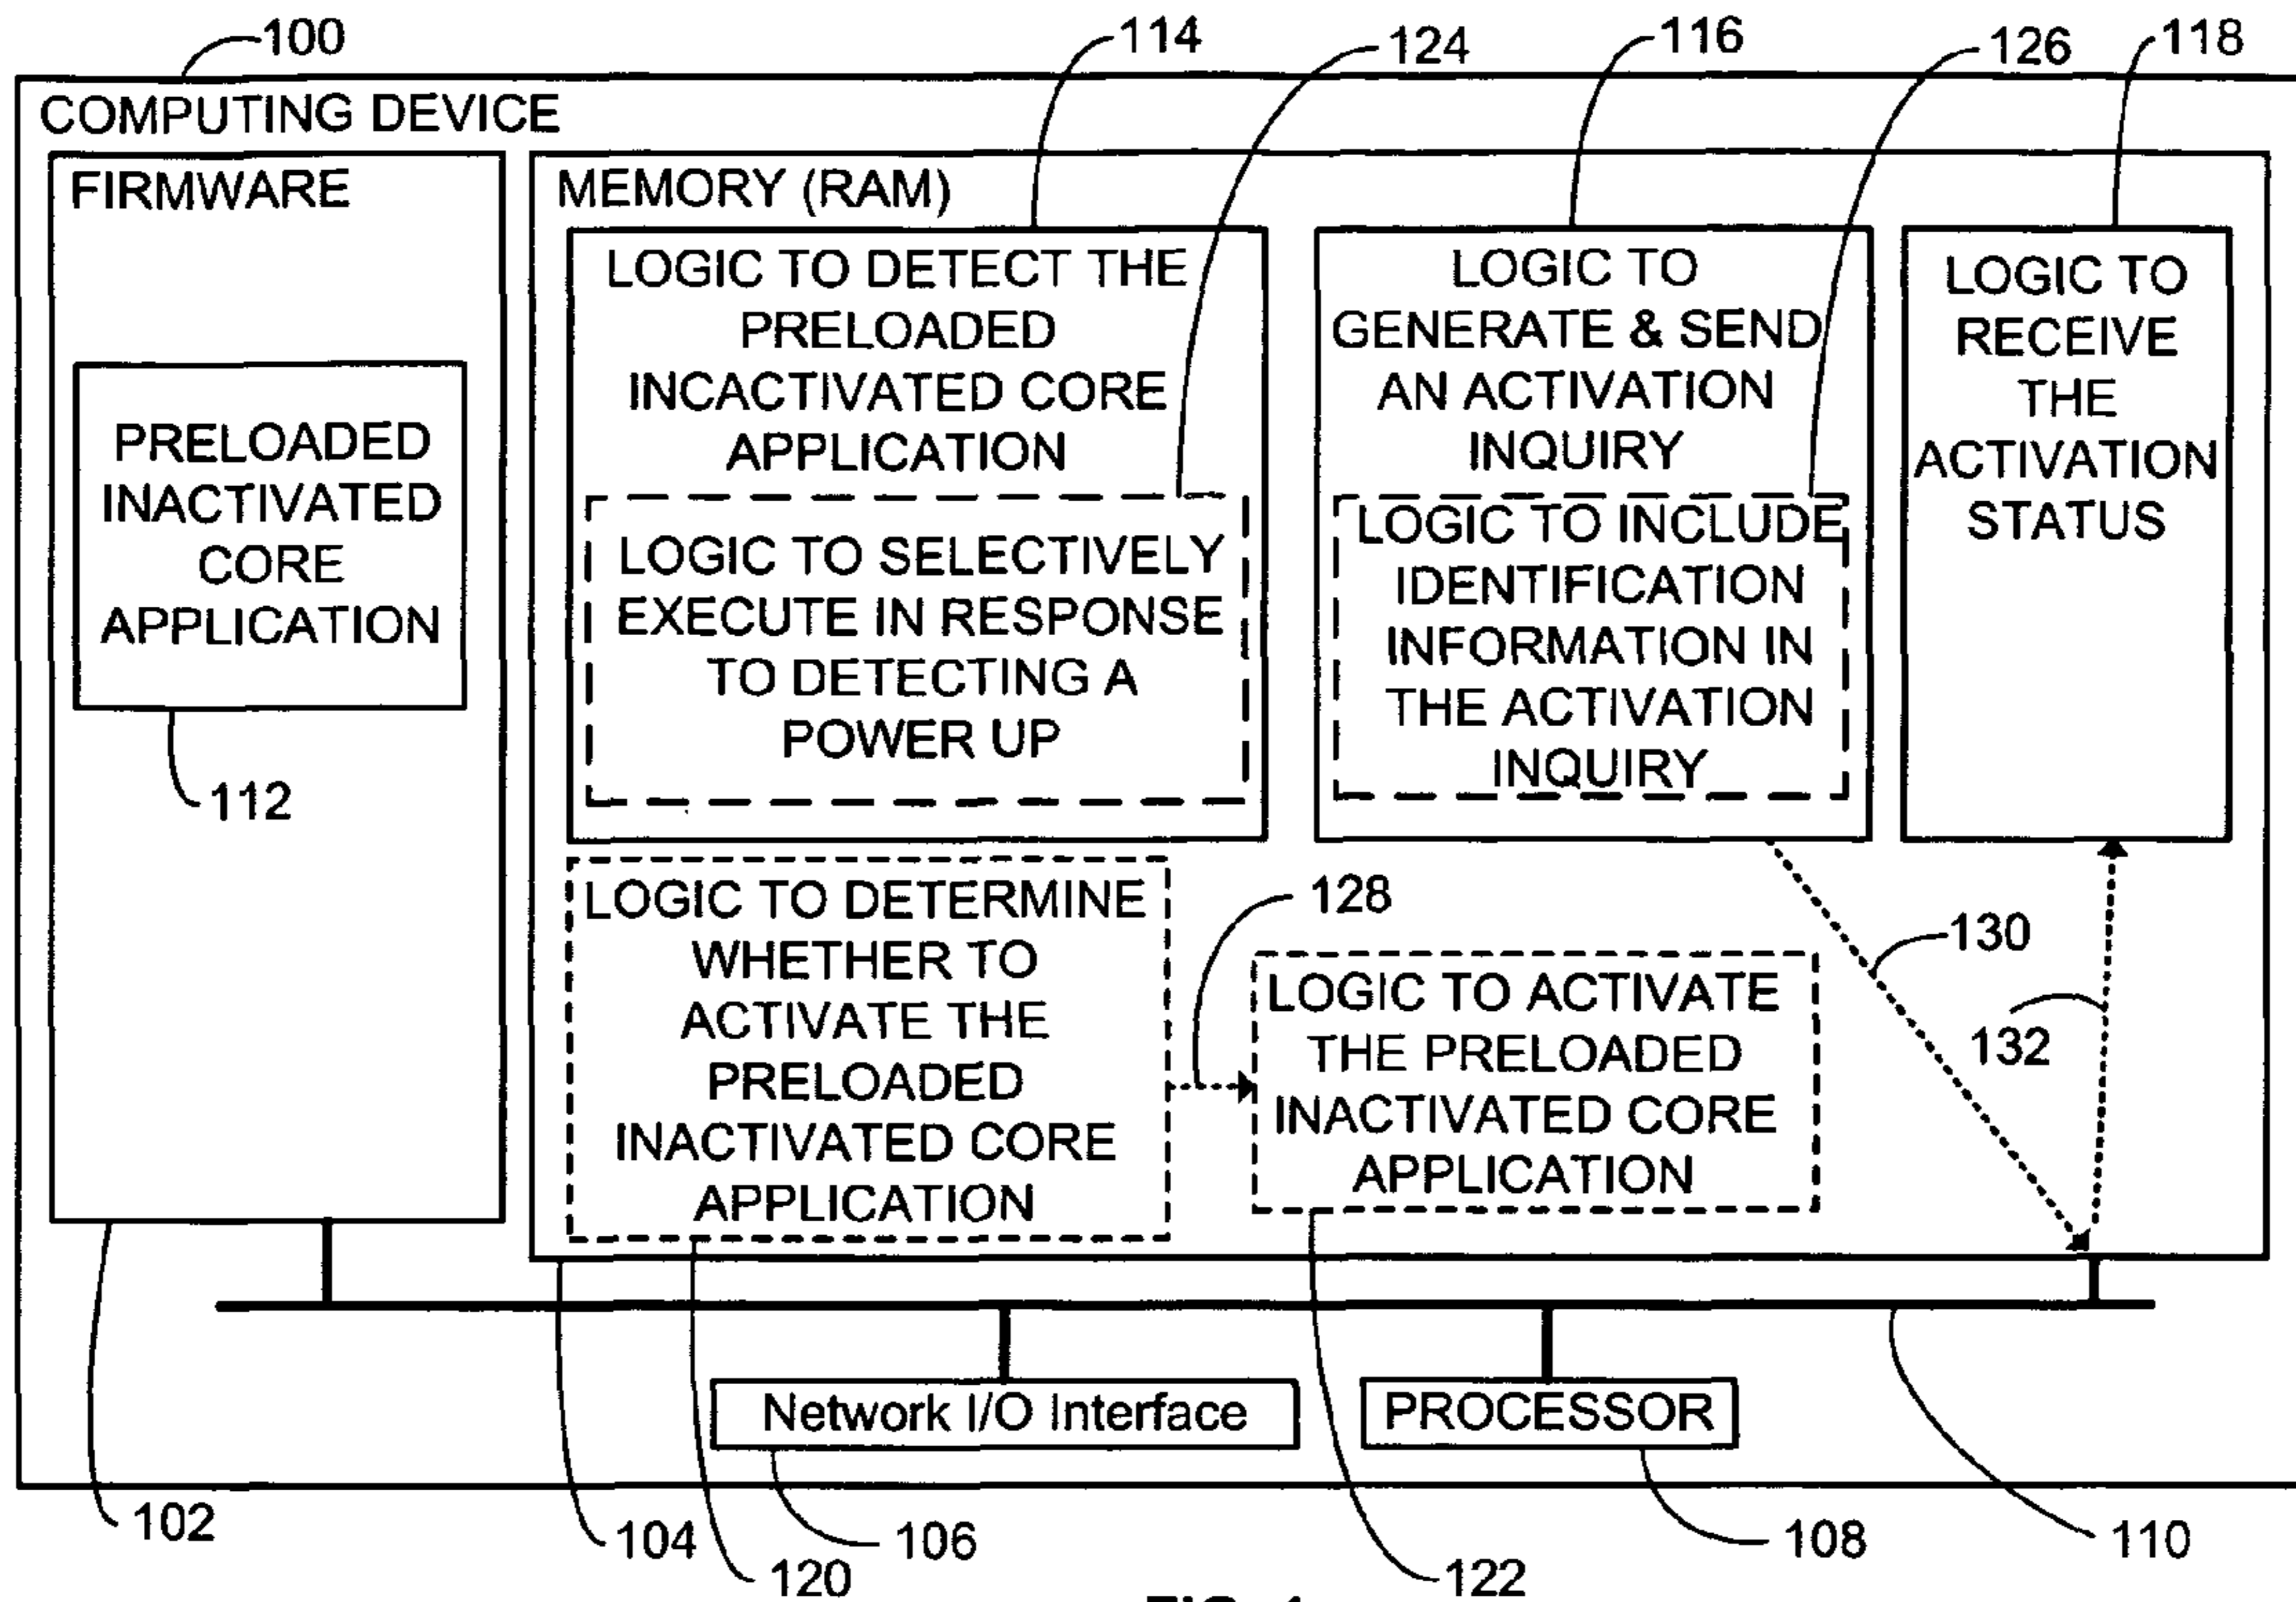 100
114
124
116
126
118
COMPUTING DEVICE
FIRMWARE
PRELOADED
INACTIVATED
CORE
APPLICATION
112
MEMORY (RAM)
LOGIC TO DETECT THE
PRELOADED
INCACTIVATED CORE
APPLICATION
LOGIC TO SELECTIVELY
EXECUTE IN RESPONSE
TO DETECTING A
POWER UP
LOGIC TO
GENERATE & SEND
AN ACTIVATION
INQUIRY
LOGIC TO INCLUDE
IDENTIFICATION
INFORMATION IN
THE ACTIVATION
INQUIRY
LOGIC TO
RECEIVE
THE
ACTIVATION
STATUS
LOGIC TO DETERMINE
WHETHER TO
ACTIVATE THE
PRELOADED
INACTIVATED CORE
APPLICATION
128
LOGIC TO ACTIVATE
THE PRELOADED
INACTIVATED CORE
APPLICATION
130
132
Network I/O Interface
PROCESSOR
102
104
106
108
110
120
122